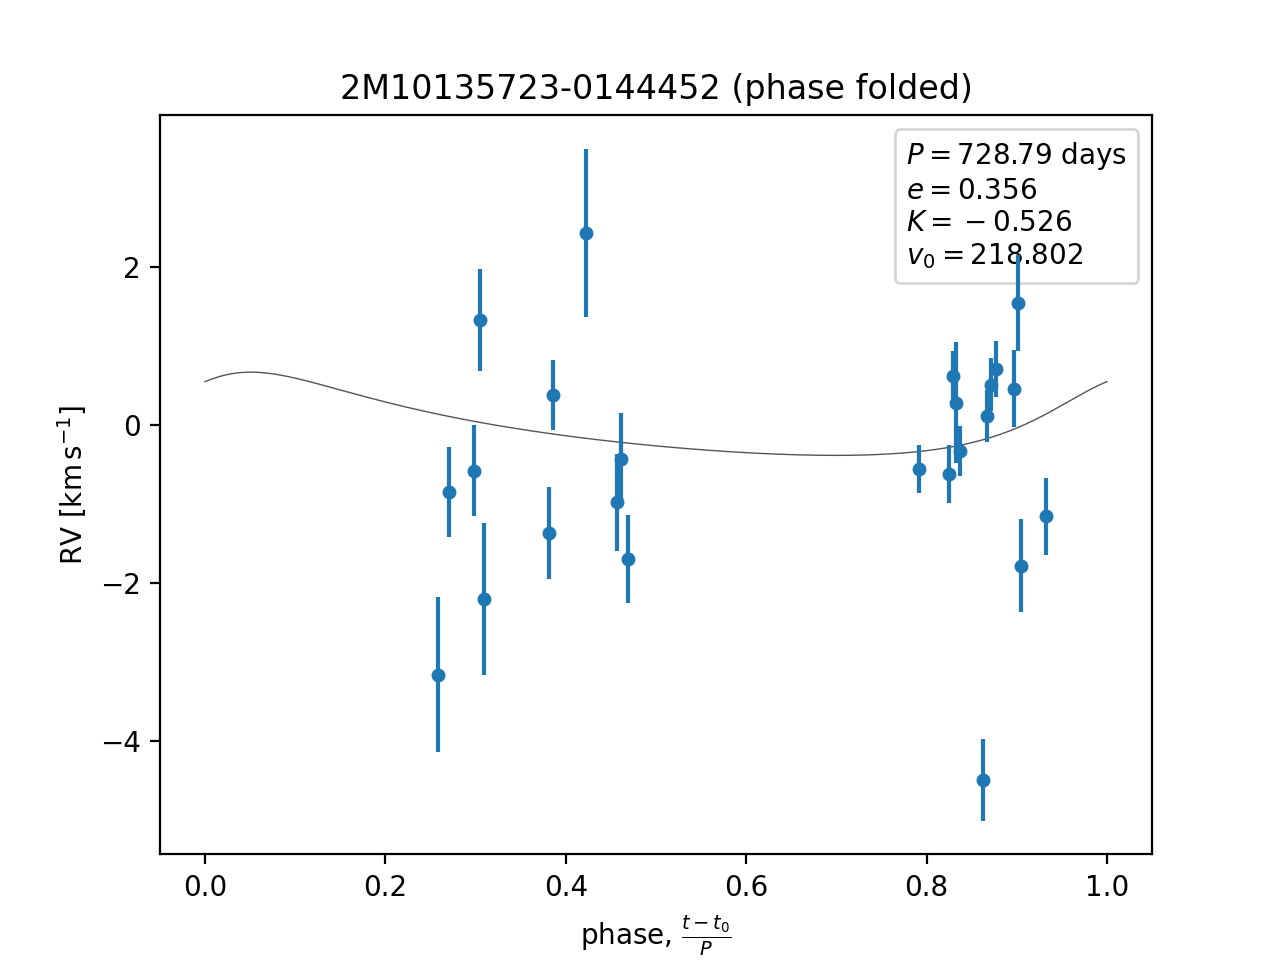 2M10135723-0144452 (phase folded)
P = 728.79 days
e = 0.356
K = −0.526
v₀ = 218.802
2
0
−2
−4
RV [km s⁻¹]
0.0 0.2 0.4 0.6 0.8 1.0
phase, (t − t₀)/P